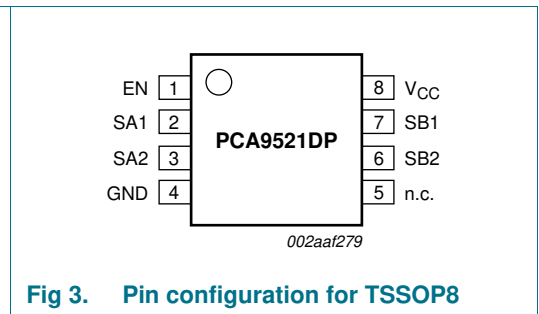 EN 1 8 VCC
SA1 2 7 SB1
PCA9521DP
SA2 3 6 SB2
GND 4 5 n.c.
002aaf279
Fig 3. Pin configuration for TSSOP8